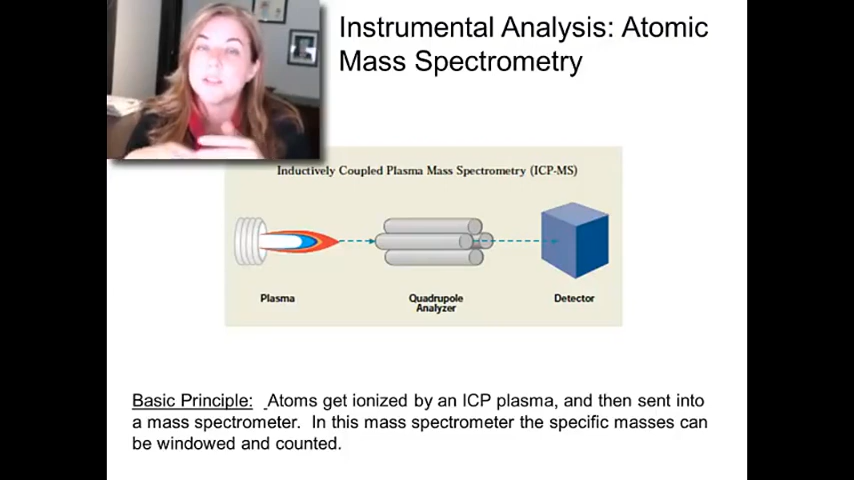 Instrumental Analysis: Atomic
Mass Spectrometry
Inductively Coupled Plasma Mass Spectrometry (ICP-MS)
Plasma
Quadrupole
Analyzer
Detector
Basic Principle: Atoms get ionized by an ICP plasma, and then sent into
a mass spectrometer. In this mass spectrometer the specific masses can
be windowed and counted.